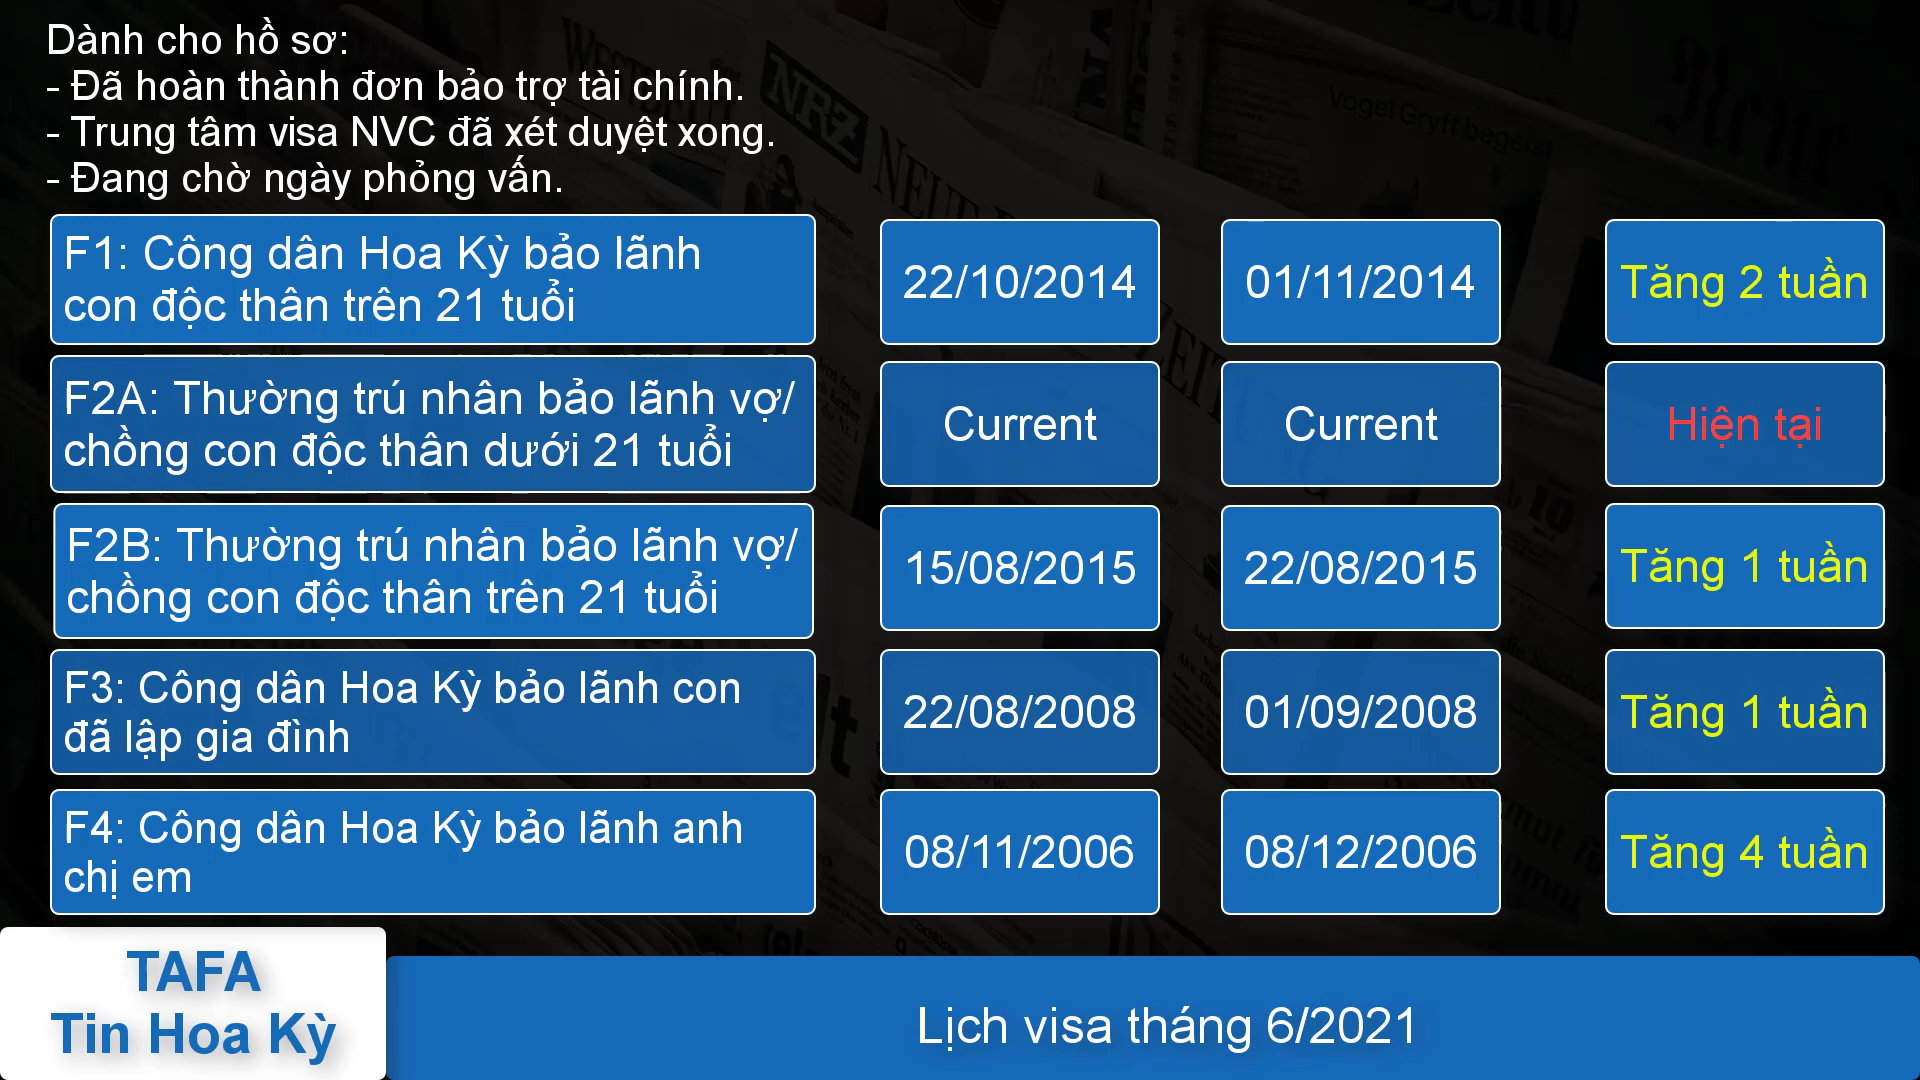 Dành cho hồ sơ:
- Đã hoàn thành đơn bảo trợ tài chính.
- Trung tâm visa NVC đã xét duyệt xong.
- Đang chờ ngày phỏng vấn.
F1: Công dân Hoa Kỳ bảo lãnh
con độc thân trên 21 tuổi
22/10/2014
01/11/2014
Tăng 2 tuần
F2A: Thường trú nhân bảo lãnh vợ/
chồng con độc thân dưới 21 tuổi
Current
Current
Hiện tại
F2B: Thường trú nhân bảo lãnh vợ/
chồng con độc thân trên 21 tuổi
15/08/2015
22/08/2015
Tăng 1 tuần
F3: Công dân Hoa Kỳ bảo lãnh con
đã lập gia đình
22/08/2008
01/09/2008
Tăng 1 tuần
F4: Công dân Hoa Kỳ bảo lãnh anh
chị em
08/11/2006
08/12/2006
Tăng 4 tuần
TAFA
Tin Hoa Kỳ
Lịch visa tháng 6/2021
NRZ
Vogel Gryff begeist